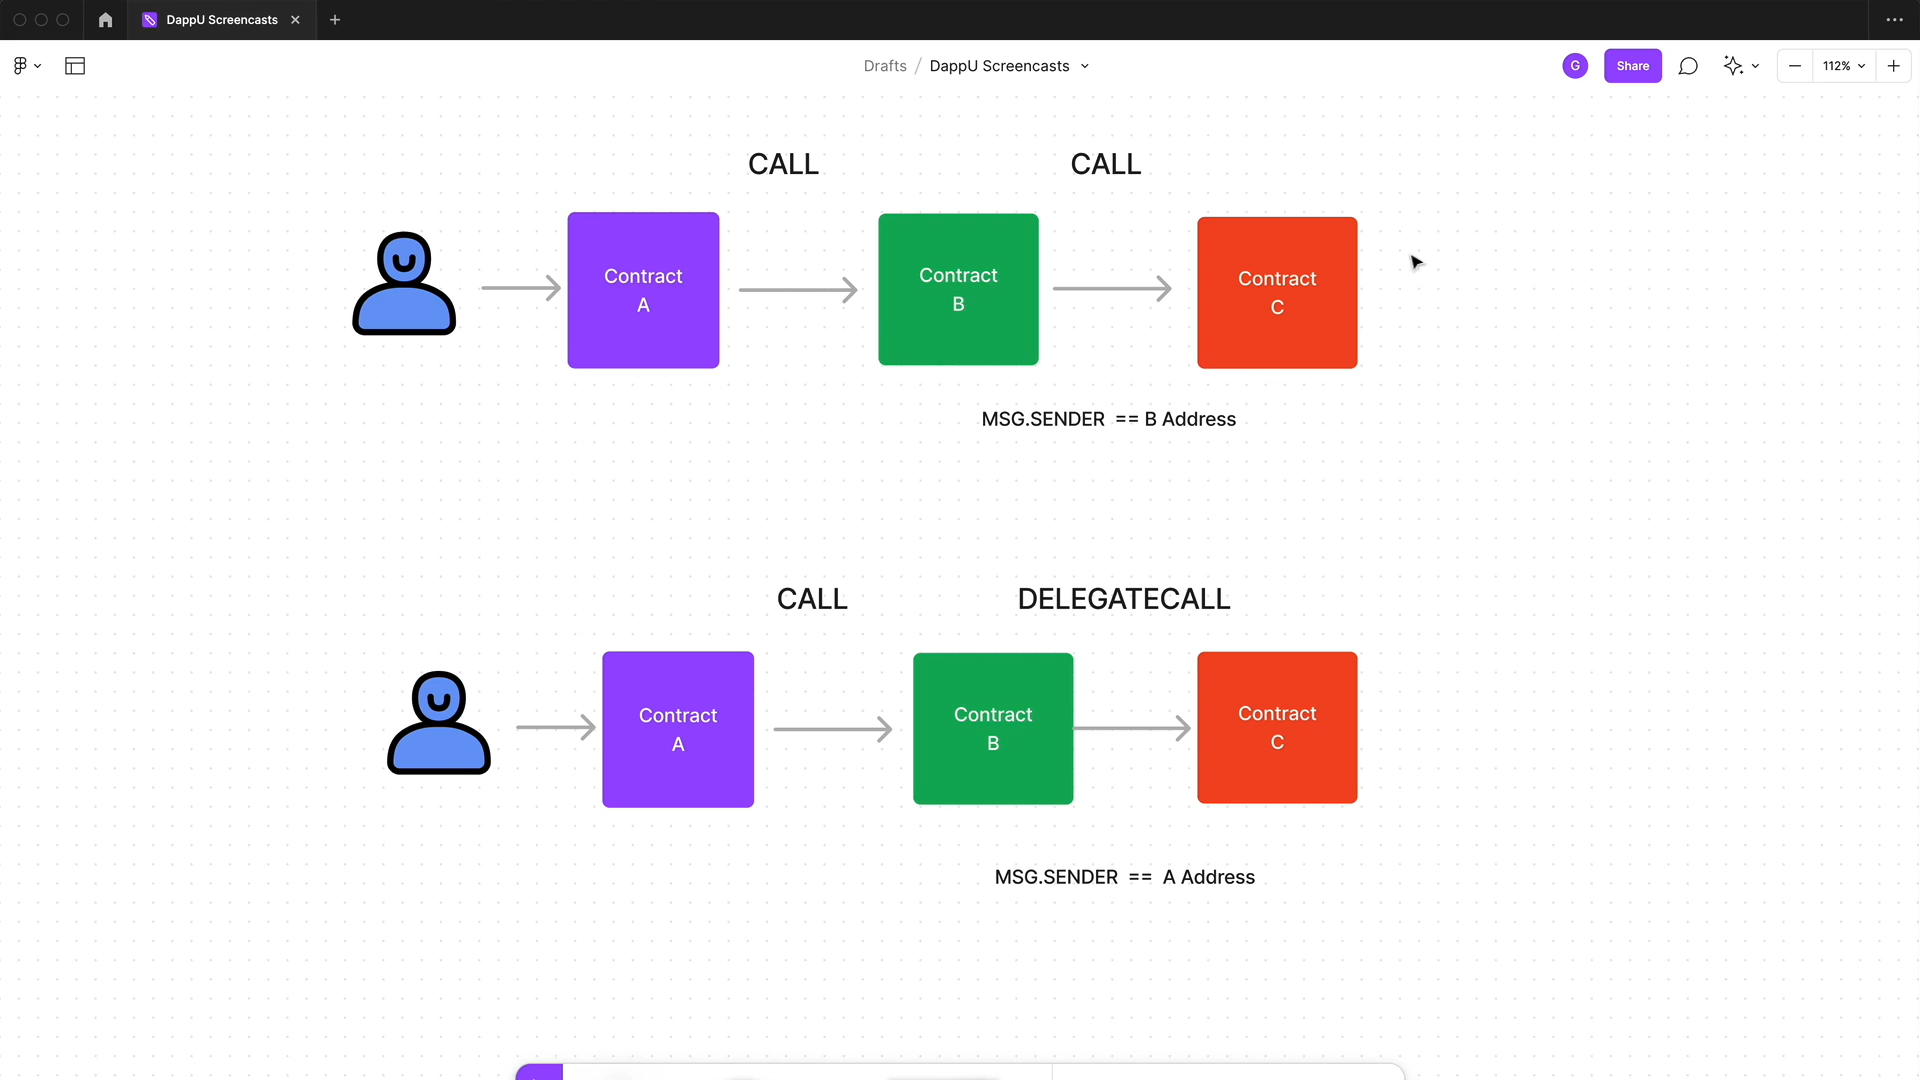 DappU Screencasts
Drafts / DappU Screencasts
G
Share
112%
CALL
CALL
Contract
A
Contract
B
Contract
C
MSG.SENDER == B Address
CALL
DELEGATECALL
Contract
A
Contract
B
Contract
C
MSG.SENDER == A Address